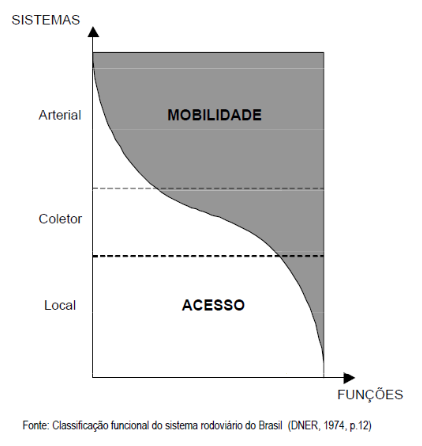 SISTEMAS
Arterial
MOBILIDADE
Coletor
Local
ACESSO
FUNÇÕES
Fonte: Classificação funcional do sistema rodoviário do Brasil (DNER, 1974, p.12)